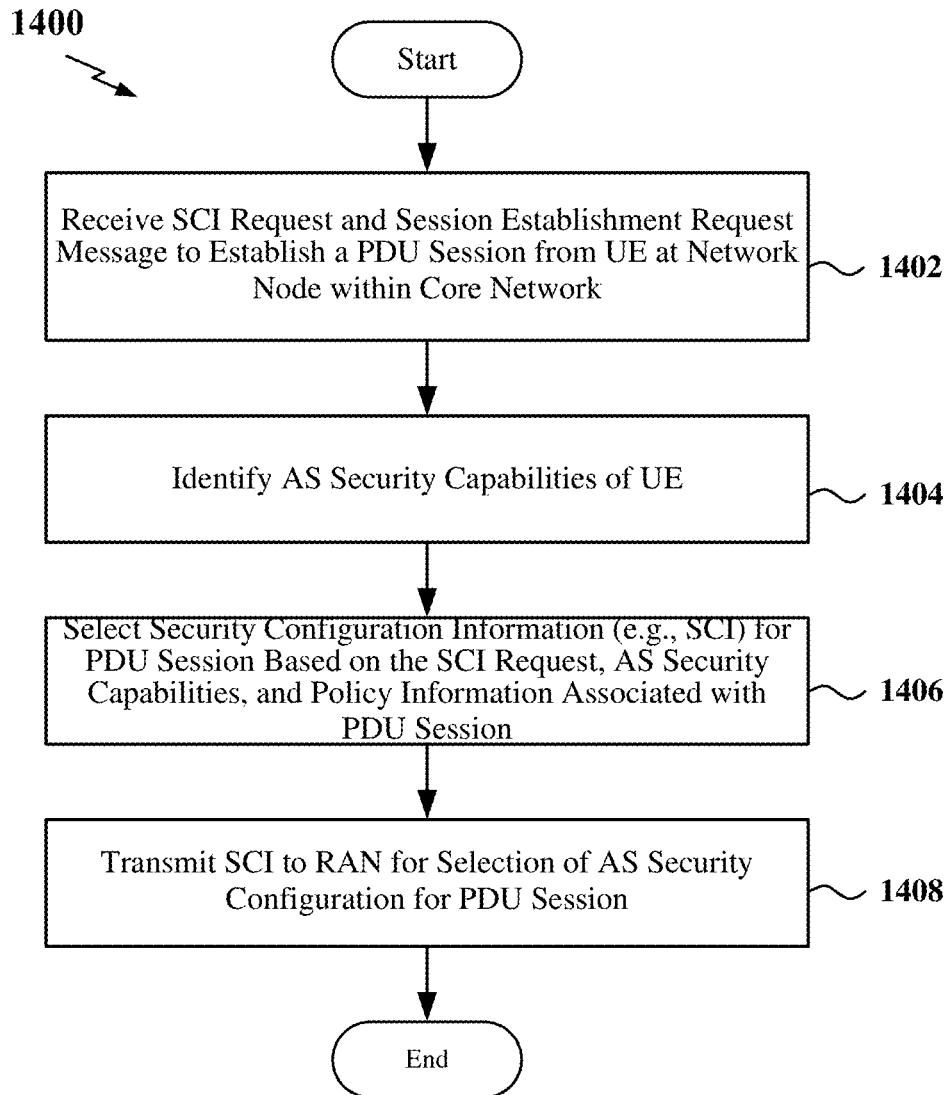 1400
Start
Receive SCI Request and Session Establishment Request
Message to Establish a PDU Session from UE at Network
Node within Core Network
1402
Identify AS Security Capabilities of UE
1404
Select Security Configuration Information (e.g., SCI) for
PDU Session Based on the SCI Request, AS Security
Capabilities, and Policy Information Associated with
PDU Session
1406
Transmit SCI to RAN for Selection of AS Security
Configuration for PDU Session
1408
End